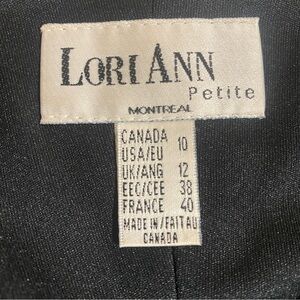 LORI ANN
Petite
MONTREAL
CANADA 10
USA/EU
UK/ANG 12
EEC/CEE 38
FRANCE 40
MADE IN/FAIT AU
CANADA